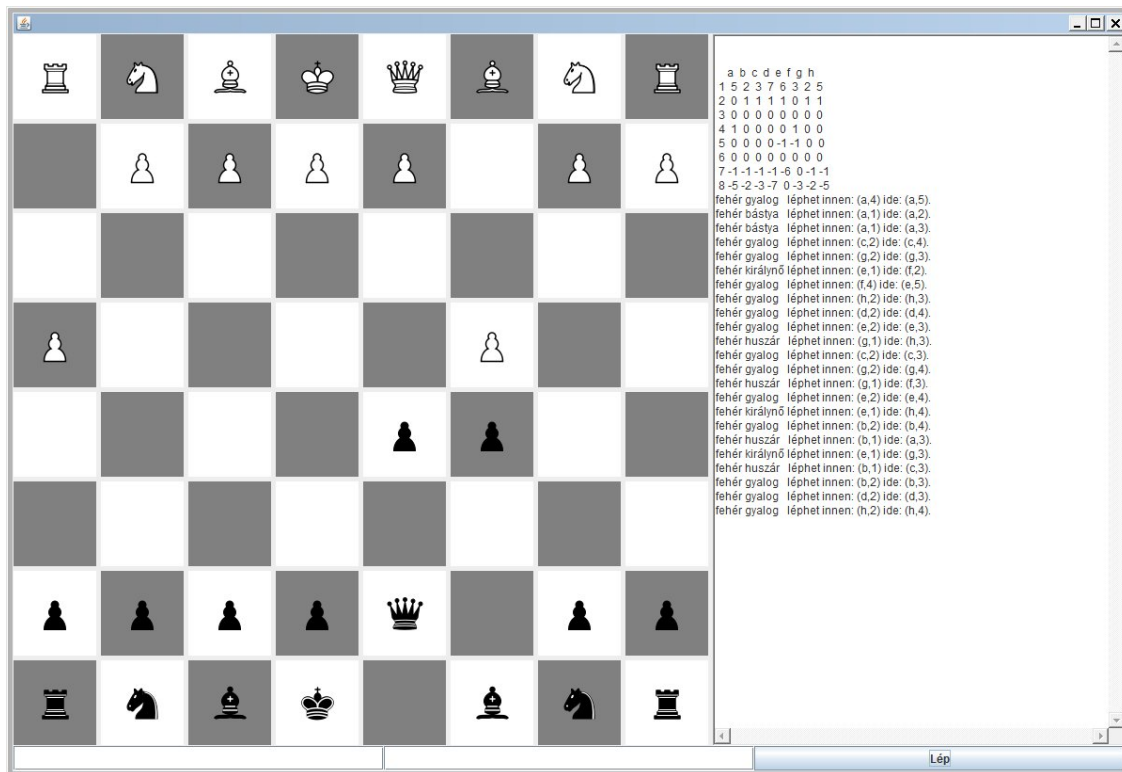 a b c d e f g h
1 5 2 3 7 6 3 2 5
2 0 1 1 1 1 0 1 1
3 0 0 0 0 0 0 0 0
4 1 0 0 0 0 1 0 0
5 0 0 0 0 -1 -1 0 0
6 0 0 0 0 0 0 0 0
7 -1 -1 -1 -1 -6 0 -1 -1
8 -5 -2 -3 -7 0 -3 -2 -5
fehér gyalog léphet innen: (a,4) ide: (a,5).
fehér bástya léphet innen: (a,1) ide: (a,2).
fehér bástya léphet innen: (a,1) ide: (a,3).
fehér gyalog léphet innen: (c,2) ide: (c,4).
fehér gyalog léphet innen: (g,2) ide: (g,3).
fehér királynő léphet innen: (e,1) ide: (f,2).
fehér gyalog léphet innen: (f,4) ide: (e,5).
fehér gyalog léphet innen: (h,2) ide: (h,3).
fehér gyalog léphet innen: (d,2) ide: (d,4).
fehér gyalog léphet innen: (e,2) ide: (e,3).
fehér huszár léphet innen: (g,1) ide: (h,3).
fehér gyalog léphet innen: (c,2) ide: (c,3).
fehér gyalog léphet innen: (g,2) ide: (g,4).
fehér huszár léphet innen: (g,1) ide: (f,3).
fehér gyalog léphet innen: (e,2) ide: (e,4).
fehér királynő léphet innen: (e,1) ide: (h,4).
fehér gyalog léphet innen: (b,2) ide: (b,4).
fehér huszár léphet innen: (b,1) ide: (a,3).
fehér királynő léphet innen: (e,1) ide: (g,3).
fehér huszár léphet innen: (b,1) ide: (c,3).
fehér gyalog léphet innen: (b,2) ide: (b,3).
fehér gyalog léphet innen: (d,2) ide: (d,3).
fehér gyalog léphet innen: (h,2) ide: (h,4).
Lép